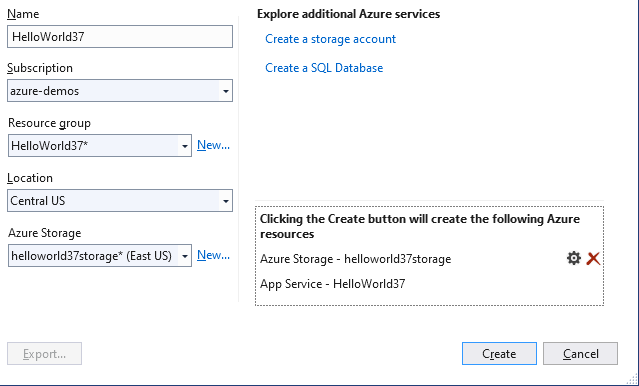 Name
HelloWorld37
Subscription
azure-demos
Resource group
HelloWorld37*
New...
Location
Central US
Azure Storage
helloworld37storage* (East US)
New...
Explore additional Azure services
Create a storage account
Create a SQL Database
Clicking the Create button will create the following Azure
resources
Azure Storage - helloworld37storage
App Service - HelloWorld37
Export...
Create
Cancel